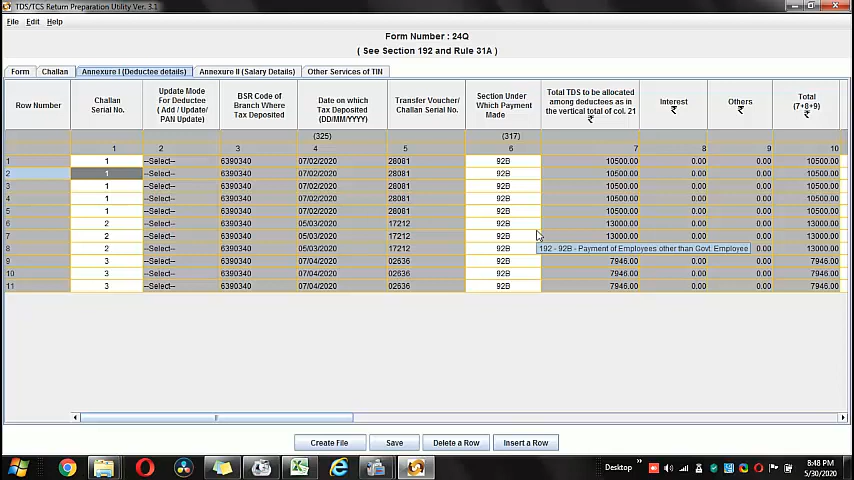 TDS/TCS Return Preparation Utility Ver. 3.1
File Edit Help
Form Number : 24Q
( See Section 192 and Rule 31A )
Form Challan Annexure I (Deductee details) Annexure II (Salary Details) Other Services of TIN
Row Number Challan Serial No. Update Mode For Deductee ( Add / Update/ PAN Update) BSR Code of Branch Where Tax Deposited Date on which Tax Deposited (DD/MM/YYYY) Transfer Voucher/ Challan Serial No. Section Under Which Payment Made Total TDS to be allocated among deductees as in the vertical total of col. 21 ₹ Interest ₹ Others ₹ Total (7+8+9) ₹
(325) (317)
1 2 3 4 5 6 7 8 9 10
1 1 --Select-- 6390340 07/02/2020 28081 92B 10500.00 0.00 0.00 10500.00
2 1 --Select-- 6390340 07/02/2020 28081 92B 10500.00 0.00 0.00 10500.00
3 1 --Select-- 6390340 07/02/2020 28081 92B 10500.00 0.00 0.00 10500.00
4 1 --Select-- 6390340 07/02/2020 28081 92B 10500.00 0.00 0.00 10500.00
5 1 --Select-- 6390340 07/02/2020 28081 92B 10500.00 0.00 0.00 10500.00
6 2 --Select-- 6390340 05/03/2020 17212 92B 13000.00 0.00 0.00 13000.00
7 2 --Select-- 6390340 05/03/2020 17212 92B 13000.00 0.00 0.00 13000.00
8 2 --Select-- 6390340 05/03/2020 17212 92B 192 - 92B - Payment of Employees other than Govt. Employee 0.00 13000.00
9 3 --Select-- 6390340 07/04/2020 02636 92B 7946.00 0.00 0.00 7946.00
10 3 --Select-- 6390340 07/04/2020 02636 92B 7946.00 0.00 0.00 7946.00
11 3 --Select-- 6390340 07/04/2020 02636 92B 7946.00 0.00 0.00 7946.00
Create File Save Delete a Row Insert a Row
Desktop 8:48 PM
5/30/2020